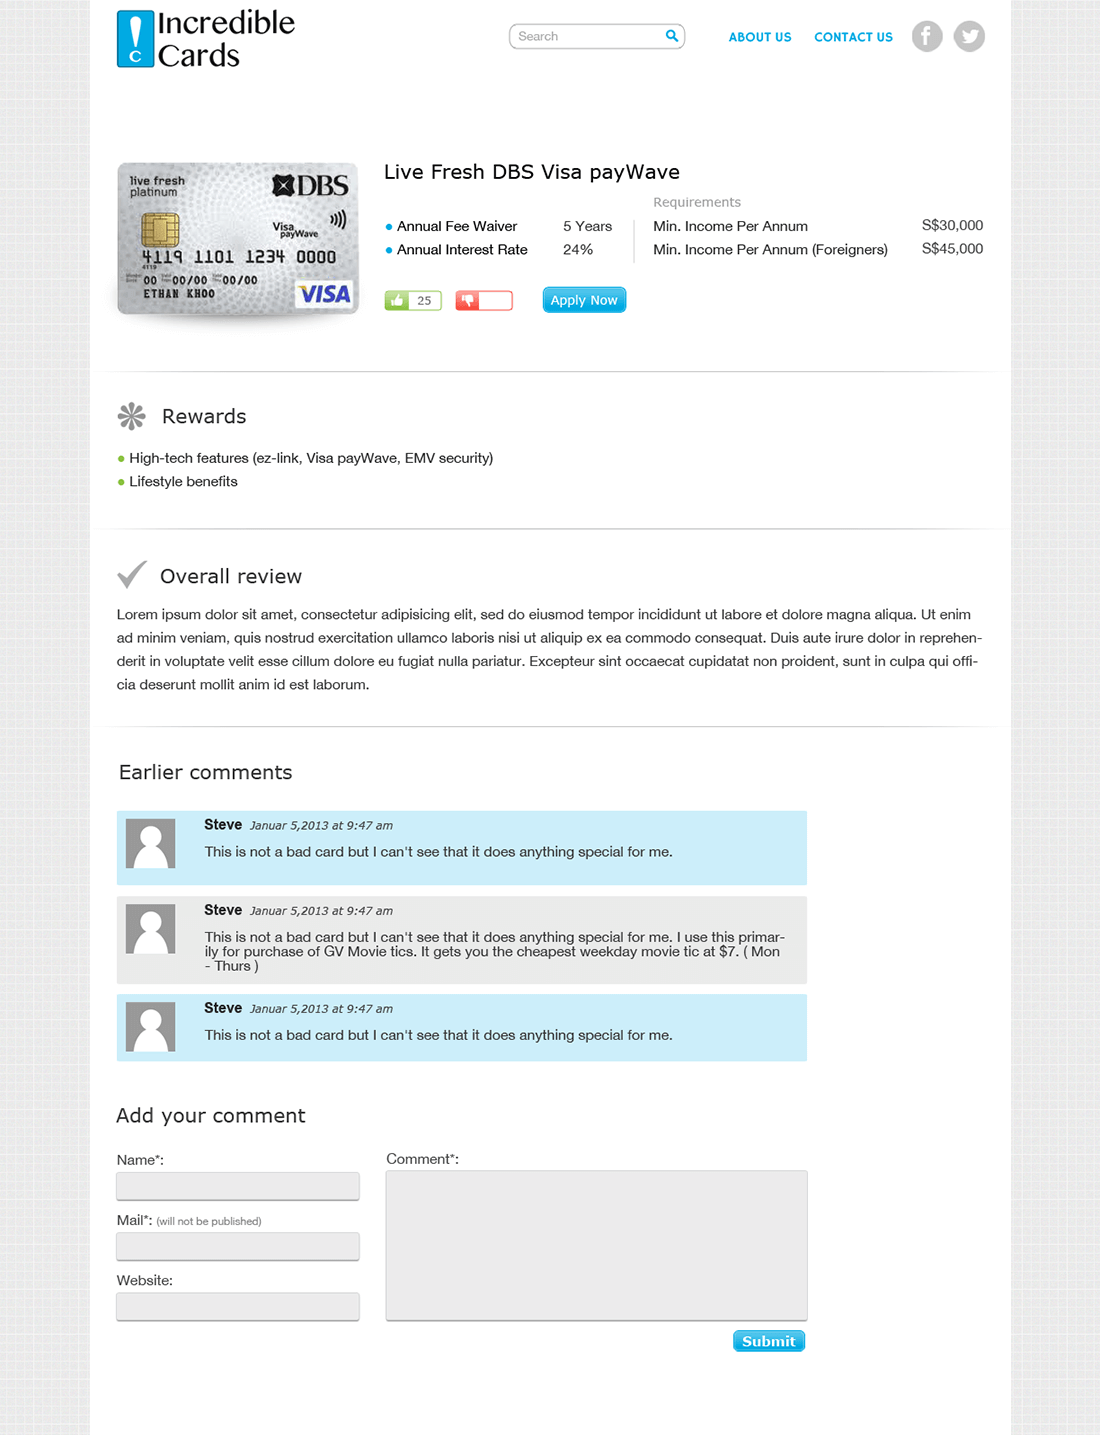 Incredible
Cards
C
Search
ABOUT US
CONTACT US
live fresh
platinum
DBS
Visa
payWave
4119 1101 1234 0000
4119
00 00/00 00/00
ETHAN KHOO
VISA
Live Fresh DBS Visa payWave
Requirements
Annual Fee Waiver 5 Years
Min. Income Per Annum S$30,000
Annual Interest Rate 24%
Min. Income Per Annum (Foreigners) S$45,000
25
Apply Now
Rewards
High-tech features (ez-link, Visa payWave, EMV security)
Lifestyle benefits
Overall review
Lorem ipsum dolor sit amet, consectetur adipisicing elit, sed do eiusmod tempor incididunt ut labore et dolore magna aliqua. Ut enim
ad minim veniam, quis nostrud exercitation ullamco laboris nisi ut aliquip ex ea commodo consequat. Duis aute irure dolor in reprehen-
derit in voluptate velit esse cillum dolore eu fugiat nulla pariatur. Excepteur sint occaecat cupidatat non proident, sunt in culpa qui offi-
cia deserunt mollit anim id est laborum.
Earlier comments
Steve Januar 5,2013 at 9:47 am
This is not a bad card but I can't see that it does anything special for me.
Steve Januar 5,2013 at 9:47 am
This is not a bad card but I can't see that it does anything special for me. I use this primar-
ily for purchase of GV Movie tics. It gets you the cheapest weekday movie tic at $7. ( Mon
- Thurs )
Steve Januar 5,2013 at 9:47 am
This is not a bad card but I can't see that it does anything special for me.
Add your comment
Name*:
Comment*:
Mail*: (will not be published)
Website:
Submit